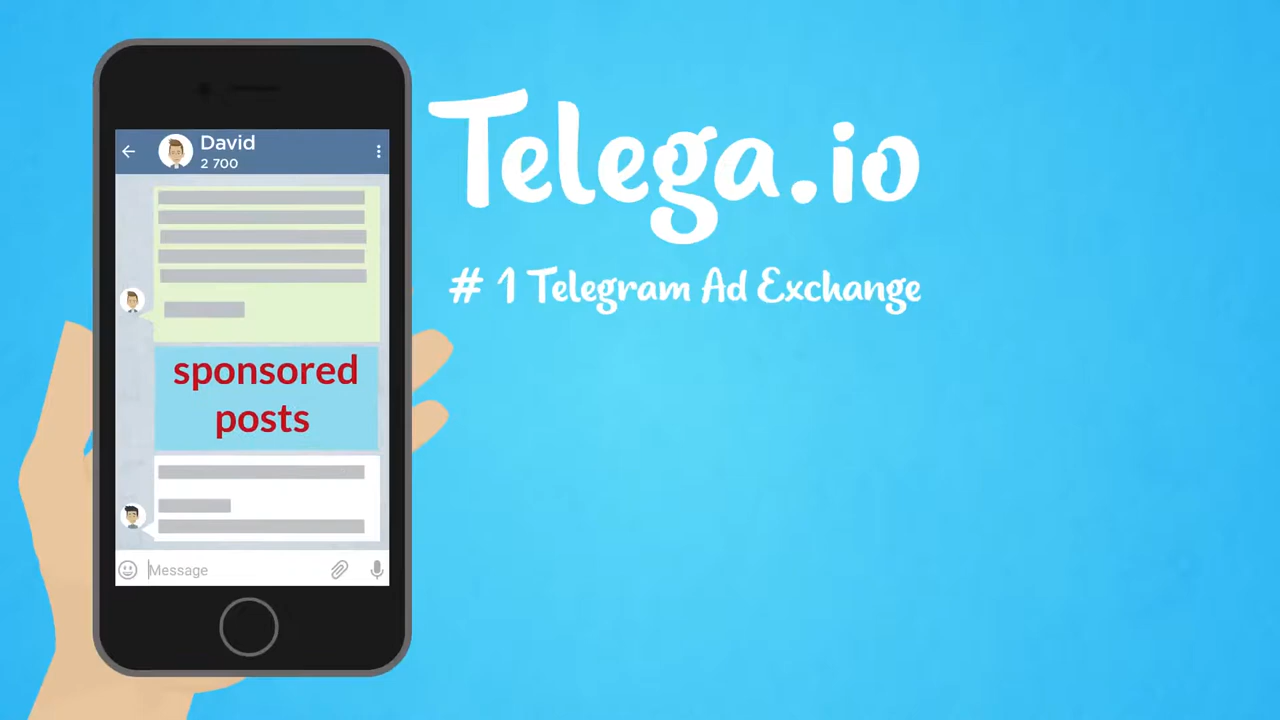 David
2 700
sponsored
posts
Message
Telega.io
# 1 Telegram Ad Exchange